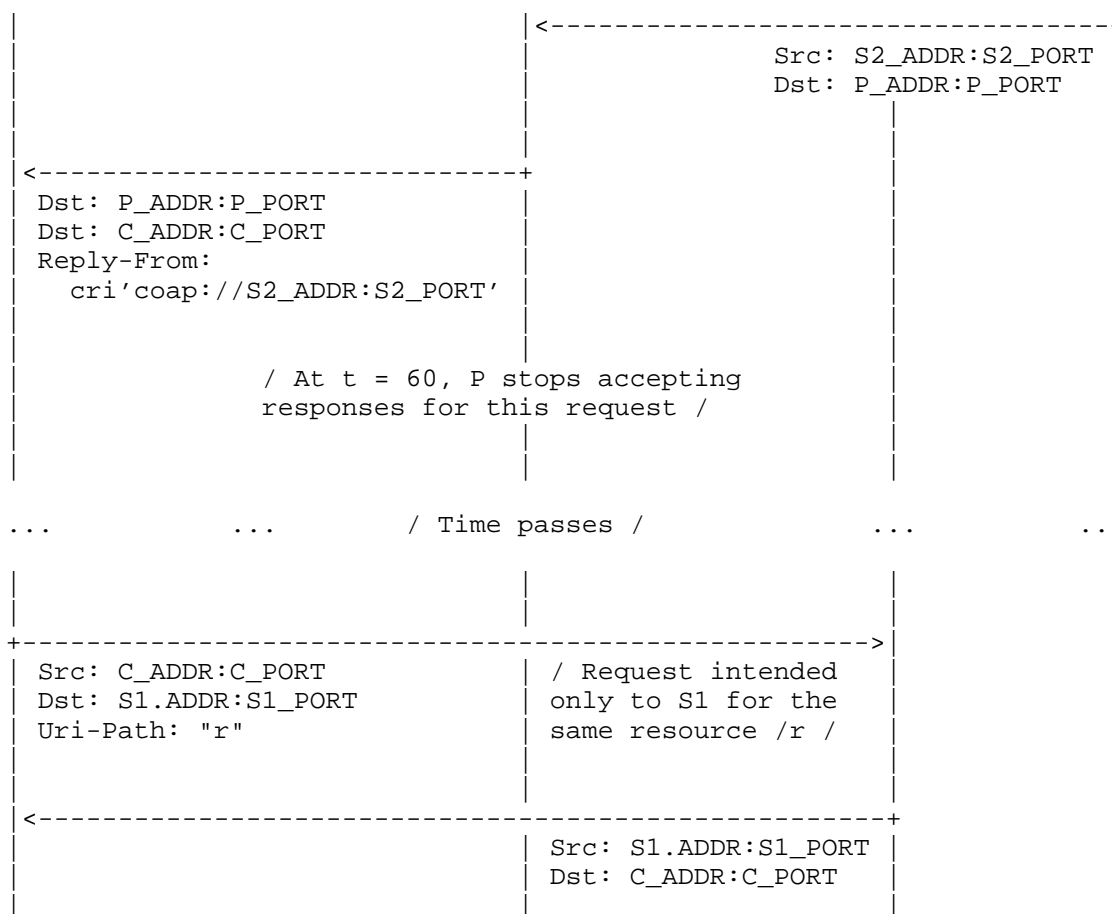 Src: S2_ADDR:S2_PORT
Dst: P_ADDR:P_PORT
Dst: P_ADDR:P_PORT
Dst: C_ADDR:C_PORT
Reply-From:
cri'coap://S2_ADDR:S2_PORT'
/ At t = 60, P stops accepting
responses for this request /
... ... / Time passes / ... ..
Src: C_ADDR:C_PORT / Request intended
Dst: S1.ADDR:S1_PORT only to S1 for the
Uri-Path: "r" same resource /r /
Src: S1.ADDR:S1_PORT
Dst: C_ADDR:C_PORT